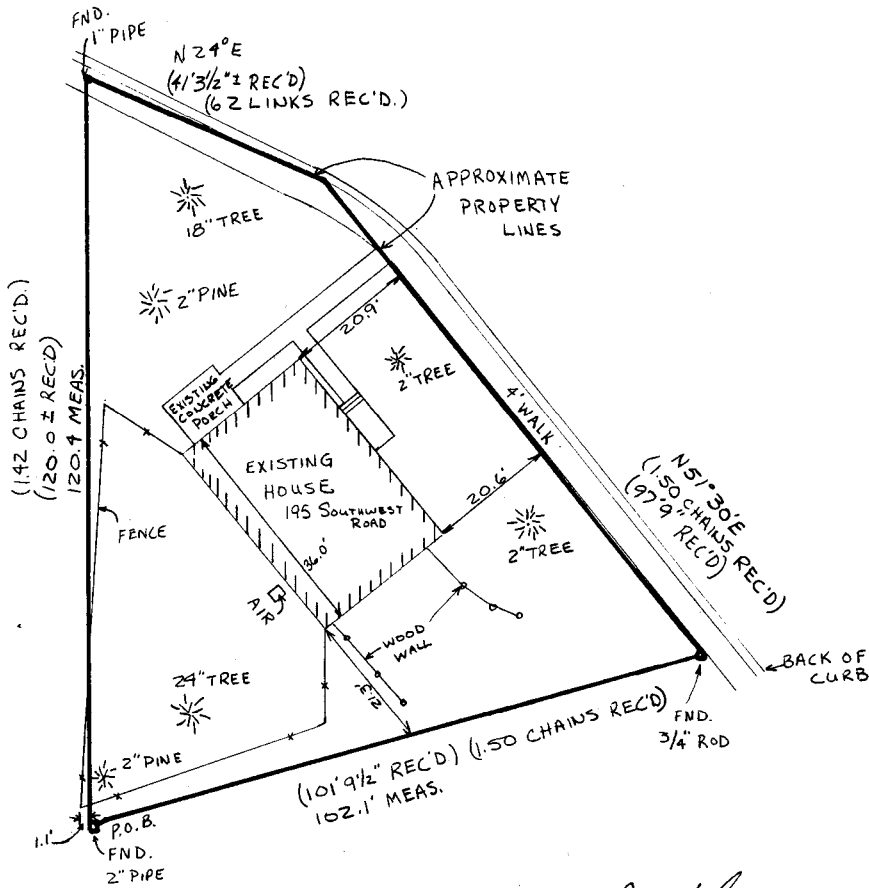 FND.
1" PIPE
N 24°E
(41'3½"± REC'D)
(62 LINKS REC'D.)
APPROXIMATE
PROPERTY
LINES
18" TREE
2" PINE
20.9'
2" TREE
4' WALK
EXISTING
CONCRETE
PORCH
EXISTING
HOUSE
195 SOUTHWEST
ROAD
20.6'
N51°30'E
(1.50 CHAINS REC'D)
(97'9" REC'D)
(1.42 CHAINS REC'D.)
(120.0 ± REC'D)
120.4 MEAS.
FENCE
36.0'
2" TREE
AIR
WOOD
WALL
BACK OF
CURB
24" TREE
21.3'
FND.
3/4" ROD
2" PINE
(101'9½" REC'D) (1.50 CHAINS REC'D)
102.1' MEAS.
1.1'
P.O.B.
FND.
2" PIPE